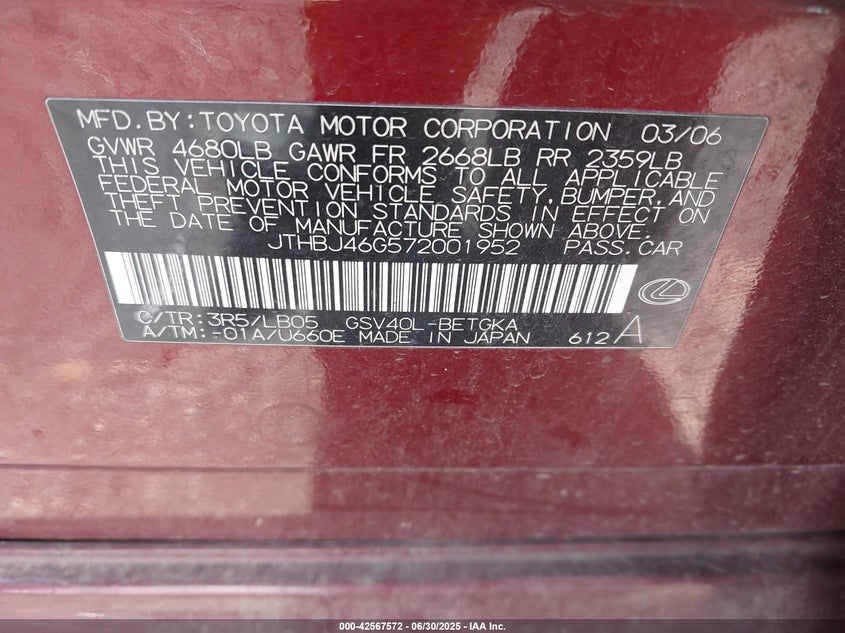 MFD.BY:TOYOTA MOTOR CORPORATION 03/06
GVWR 4680LB GAWR FR 2668LB RR 2359LB
THIS VEHICLE CONFORMS TO ALL APPLICABLE
FEDERAL MOTOR VEHICLE SAFETY,BUMPER,AND
THEFT PREVENTION STANDARDS IN EFFECT ON
THE DATE OF MANUFACTURE SHOWN ABOVE.
JTHBJ46G572001952 PASS.CAR
C/TR:3R5/LB05 GSV40L-BETGKA
A/TM:-01A/U660E MADE IN JAPAN 612 A
000-42567572 - 06/30/2025 - IAA Inc.